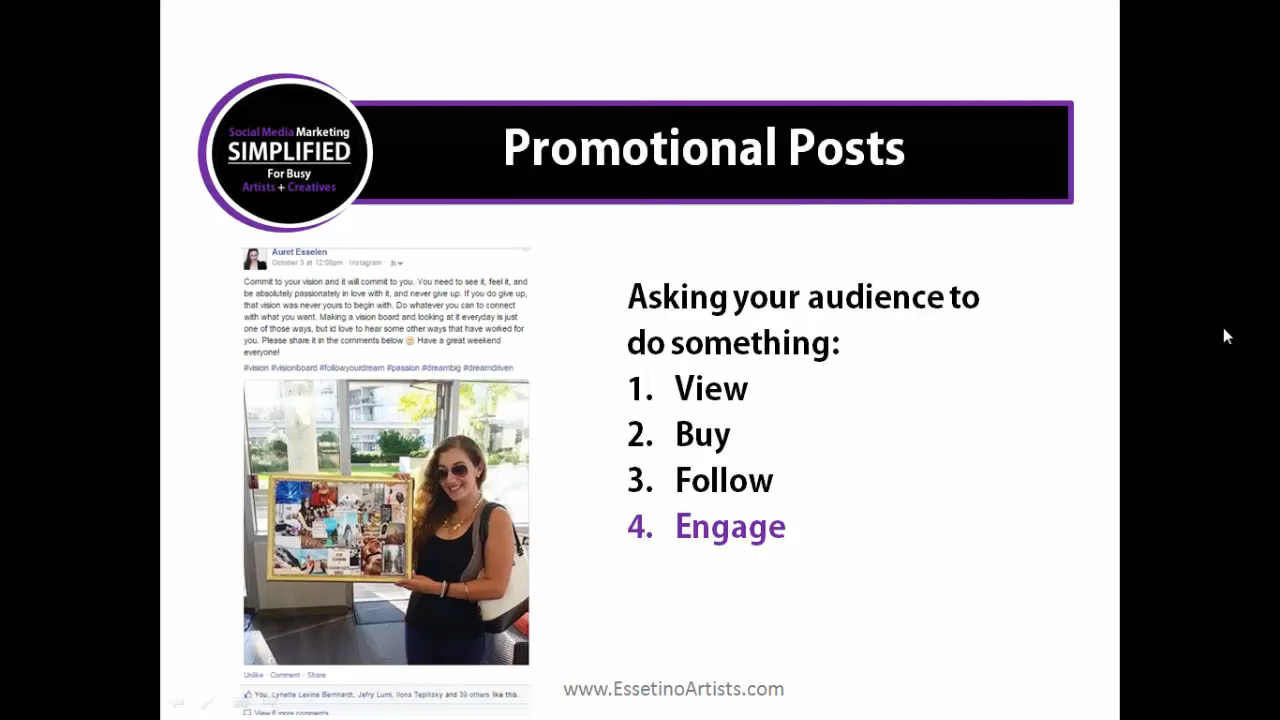 Social Media Marketing
SIMPLIFIED
For Busy
Artists + Creatives
Promotional Posts
Auret Esselen
October 3 at 12:08pm · Instagram ·
Commit to your vision and it will commit to you. You need to see it, feel it, and
be absolutely passionately in love with it, and never give up. If you do give up,
that vision was never yours to begin with. Do whatever you can to connect
with what you want. Making a vision board and looking at it everyday is just
one of those ways, but id love to hear some other ways that have worked for
you. Please share it in the comments below 🙂 Have a great weekend
everyone!
#vision #visionboard #followyourdream #passion #dreambig #dreamdriven
Unlike · Comment · Share
You, Lynette Levine Bernhardt, Jefry Lumi, Ilona Tepitsky and 39 others like this.
View 6 more comments
Asking your audience to
do something:
1. View
2. Buy
3. Follow
4. Engage
www.EssetinoArtists.com